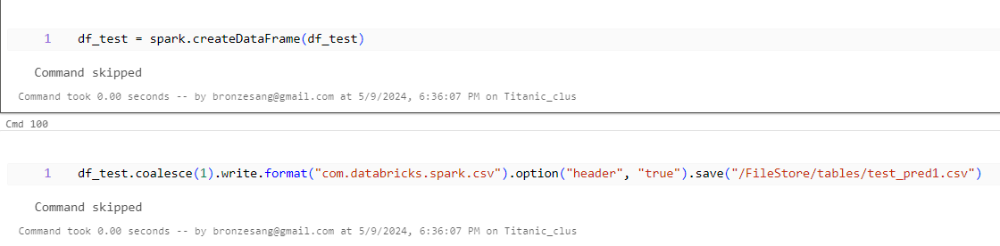 1 df_test = spark.createDataFrame(df_test)
Command skipped
Command took 0.00 seconds -- by bronzesang@gmail.com at 5/9/2024, 6:36:07 PM on Titanic_clus
Cmd 100
1 df_test.coalesce(1).write.format("com.databricks.spark.csv").option("header", "true").save("/FileStore/tables/test_pred1.csv")
Command skipped
Command took 0.00 seconds -- by bronzesang@gmail.com at 5/9/2024, 6:36:07 PM on Titanic_clus